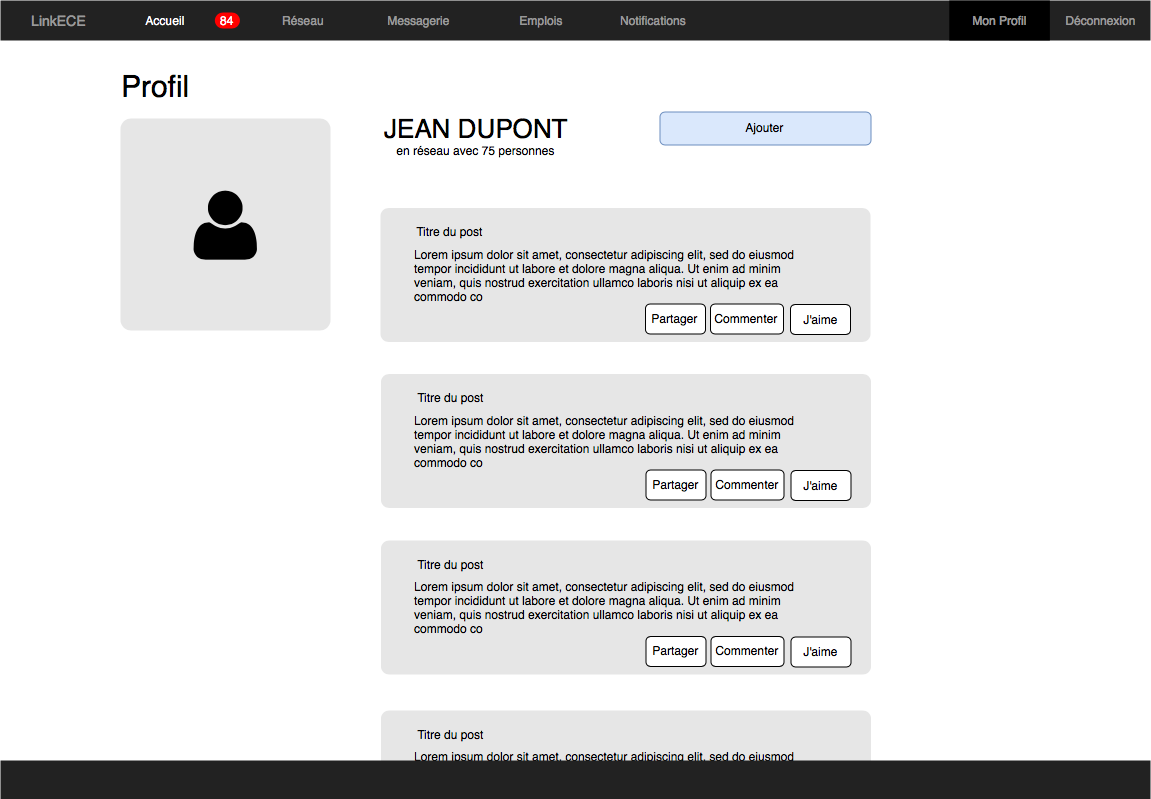 LinkECE Accueil 84 Réseau Messagerie Emplois Notifications Mon Profil Déconnexion
Profil
JEAN DUPONT
Ajouter
en réseau avec 75 personnes
Titre du post
Lorem ipsum dolor sit amet, consectetur adipiscing elit, sed do eiusmod
tempor incididunt ut labore et dolore magna aliqua. Ut enim ad minim
veniam, quis nostrud exercitation ullamco laboris nisi ut aliquip ex ea
commodo co
Partager Commenter J'aime
Titre du post
Lorem ipsum dolor sit amet, consectetur adipiscing elit, sed do eiusmod
tempor incididunt ut labore et dolore magna aliqua. Ut enim ad minim
veniam, quis nostrud exercitation ullamco laboris nisi ut aliquip ex ea
commodo co
Partager Commenter J'aime
Titre du post
Lorem ipsum dolor sit amet, consectetur adipiscing elit, sed do eiusmod
tempor incididunt ut labore et dolore magna aliqua. Ut enim ad minim
veniam, quis nostrud exercitation ullamco laboris nisi ut aliquip ex ea
commodo co
Partager Commenter J'aime
Titre du post
Lorem ipsum dolor sit amet, consectetur adipiscing elit, sed do eiusmod